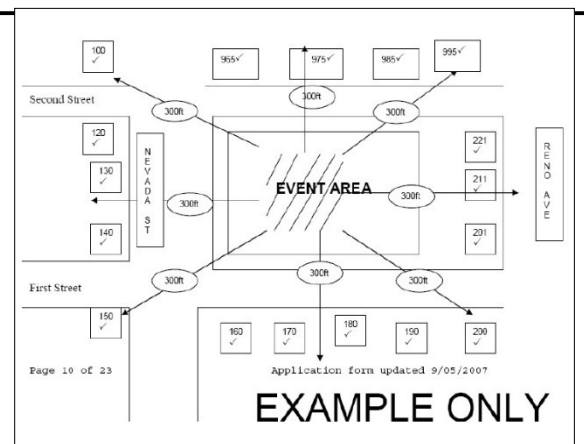 100✓
965✓
975✓
985✓
995✓
Second Street
300ft
300ft
300ft
120
✓
130
✓
140
✓
NEVADA ST
300ft
EVENT AREA
300ft
221
✓
211
✓
201
✓
RENO AVE
First Street
300ft
300ft
300ft
150
✓
160
✓
170
✓
180
✓
190
✓
200
✓
Page 10 of 23
Application form updated 9/05/2007
EXAMPLE ONLY